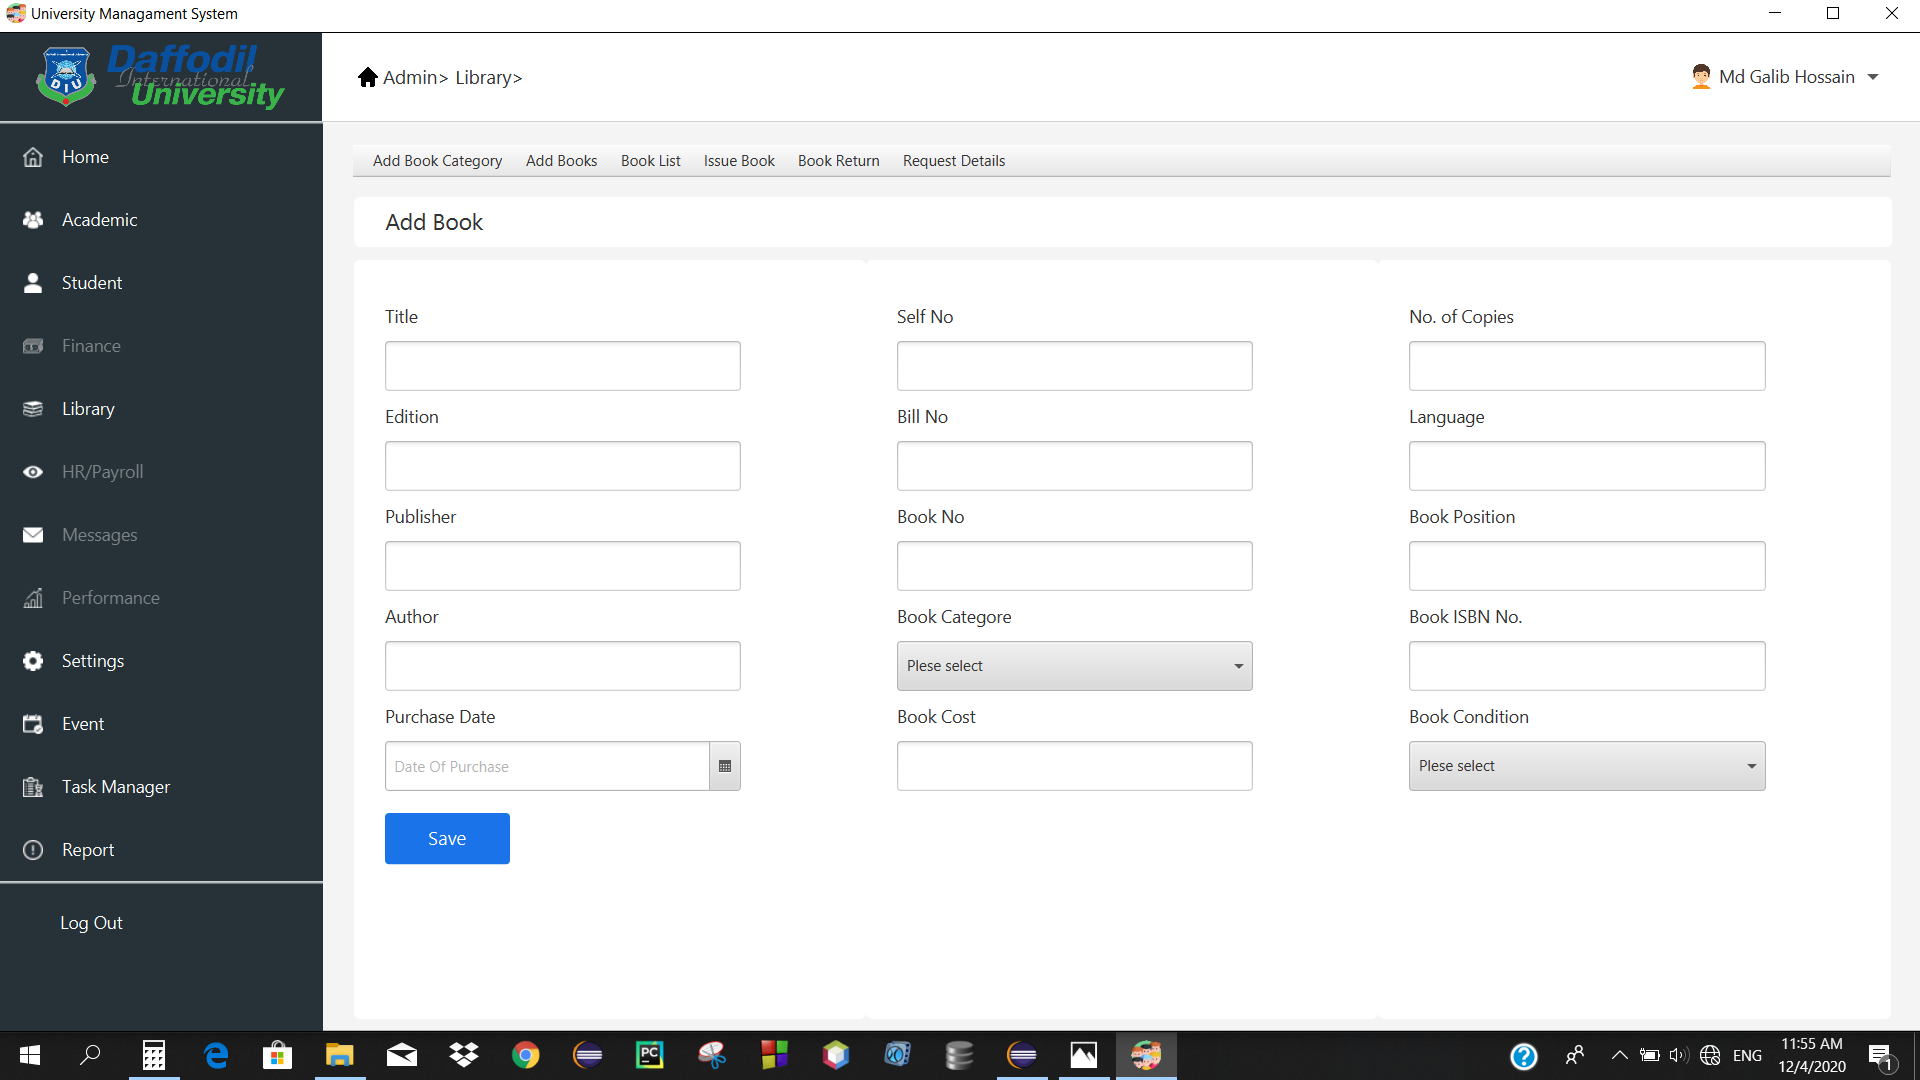 University Managament System
Daffodil
International
University
DIU
Admin> Library>
Md Galib Hossain
Home
Academic
Student
Finance
Library
HR/Payroll
Messages
Performance
Settings
Event
Task Manager
Report
Log Out
Add Book Category Add Books Book List Issue Book Book Return Request Details
Add Book
Title Self No No. of Copies
Edition Bill No Language
Publisher Book No Book Position
Author Book Categore Book ISBN No.
Plese select
Purchase Date Book Cost Book Condition
Date Of Purchase Plese select
Save
PC
ENG
11:55 AM
12/4/2020
1